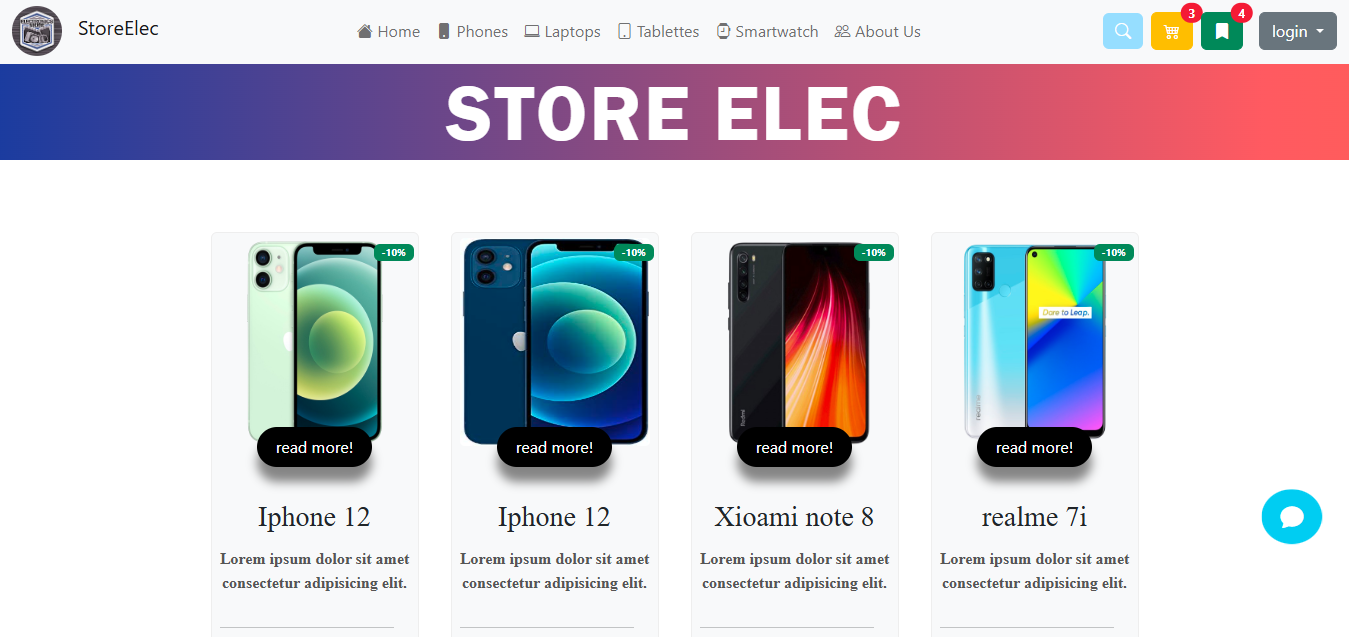 StoreElec
Home
Phones
Laptops
Tablettes
Smartwatch
About Us
3
4
login
STORE ELEC
-10%
-10%
-10%
-10%
Dare to Leap.
Redmi
realme
read more!
read more!
read more!
read more!
Iphone 12
Iphone 12
Xioami note 8
realme 7i
Lorem ipsum dolor sit amet
consectetur adipisicing elit.
Lorem ipsum dolor sit amet
consectetur adipisicing elit.
Lorem ipsum dolor sit amet
consectetur adipisicing elit.
Lorem ipsum dolor sit amet
consectetur adipisicing elit.